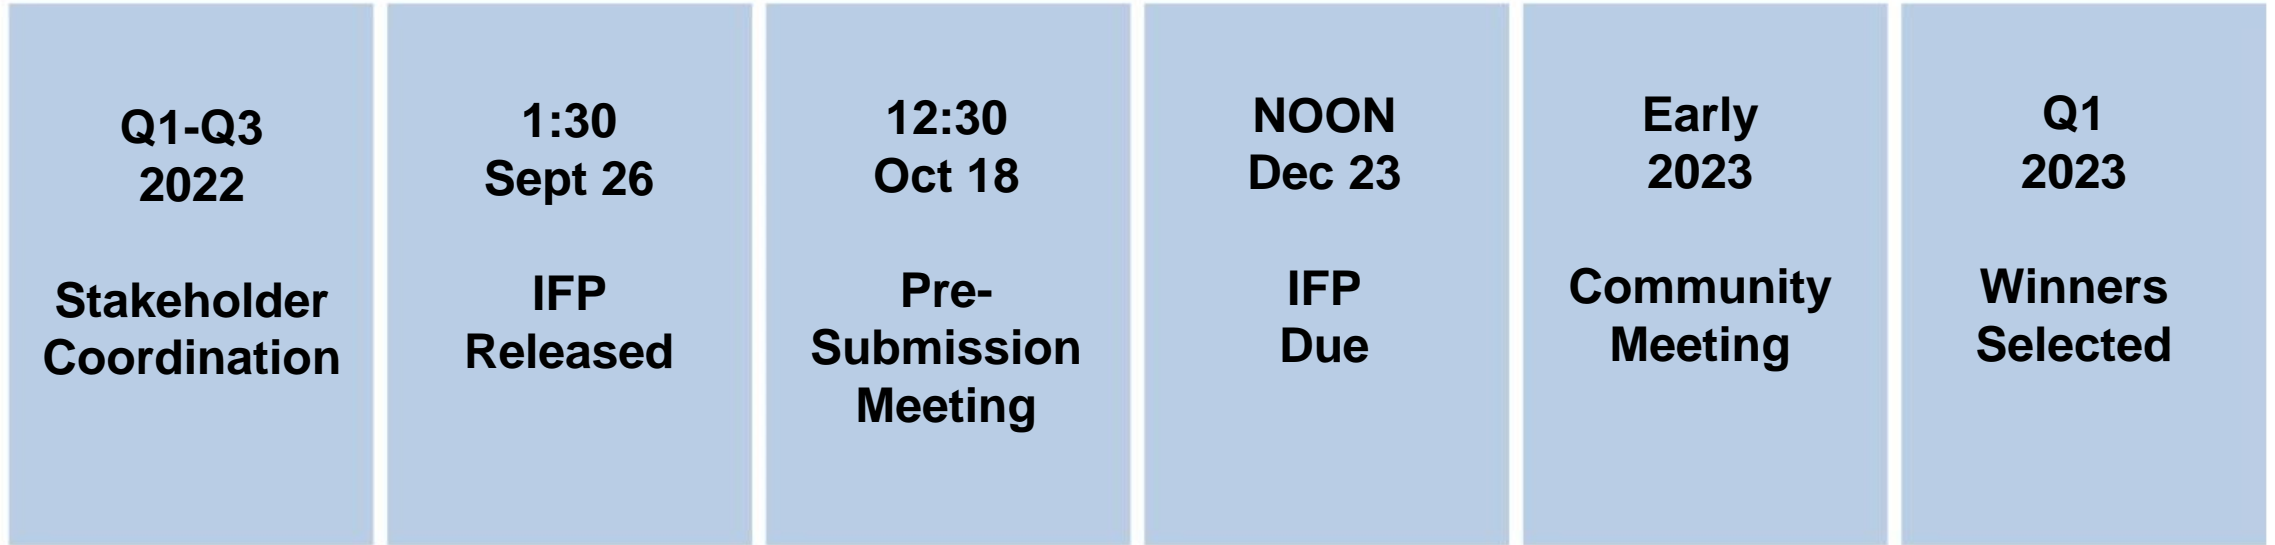 Q1-Q3
2022
Stakeholder
Coordination
1:30
Sept 26
IFP
Released
12:30
Oct 18
Pre-
Submission
Meeting
NOON
Dec 23
IFP
Due
Early
2023
Community
Meeting
Q1
2023
Winners
Selected